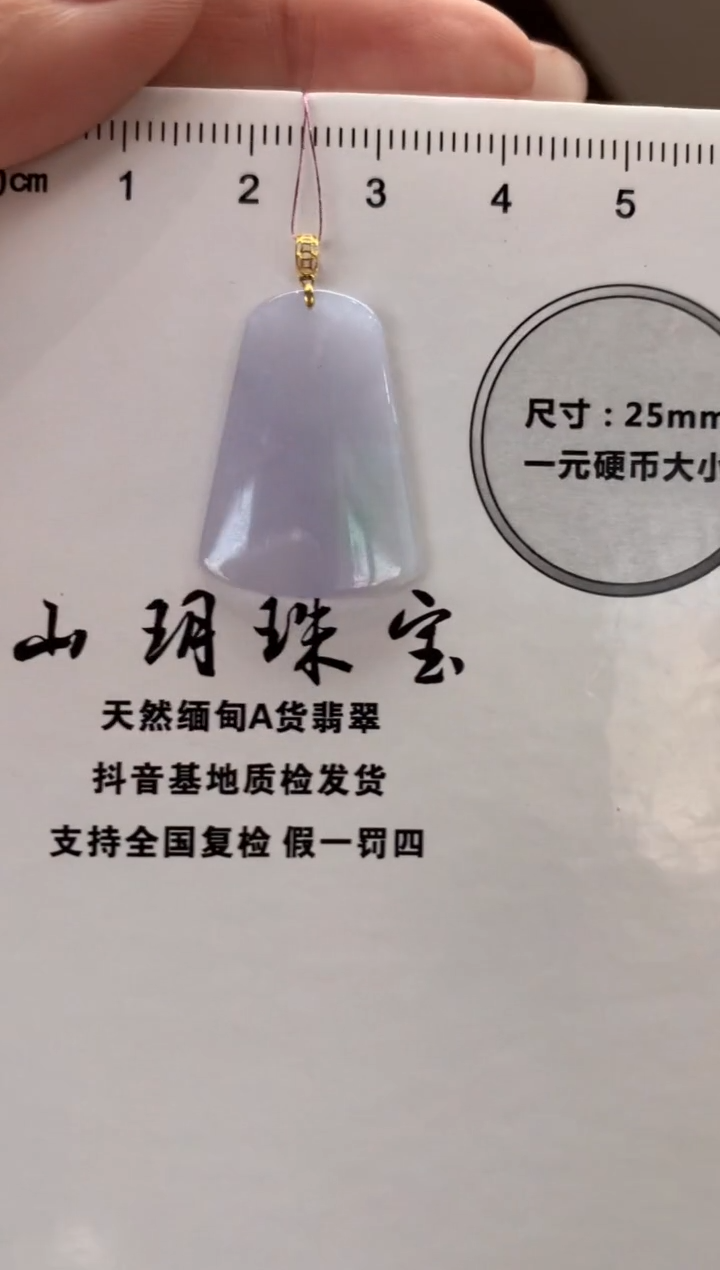 cm 1 2 3 4 5
尺寸：25mm
一元硬币大小
山玥珠宝
天然缅甸A货翡翠
抖音基地质检发货
支持全国复检 假一罚四